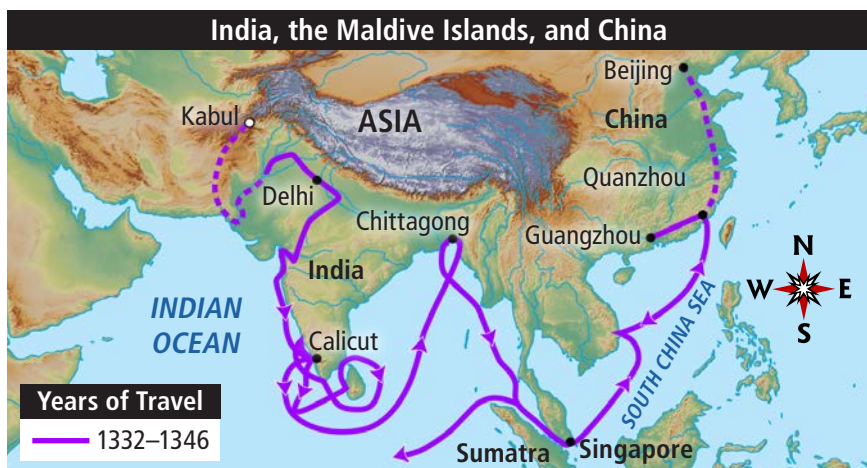 India, the Maldive Islands, and China
Beijing
Kabul
ASIA
China
Quanzhou
Delhi
Chittagong
Guangzhou
N
India
W
E
INDIAN
OCEAN
S
Calicut
SOUTH CHINA SEA
Years of Travel
1332–1346
Sumatra
Singapore